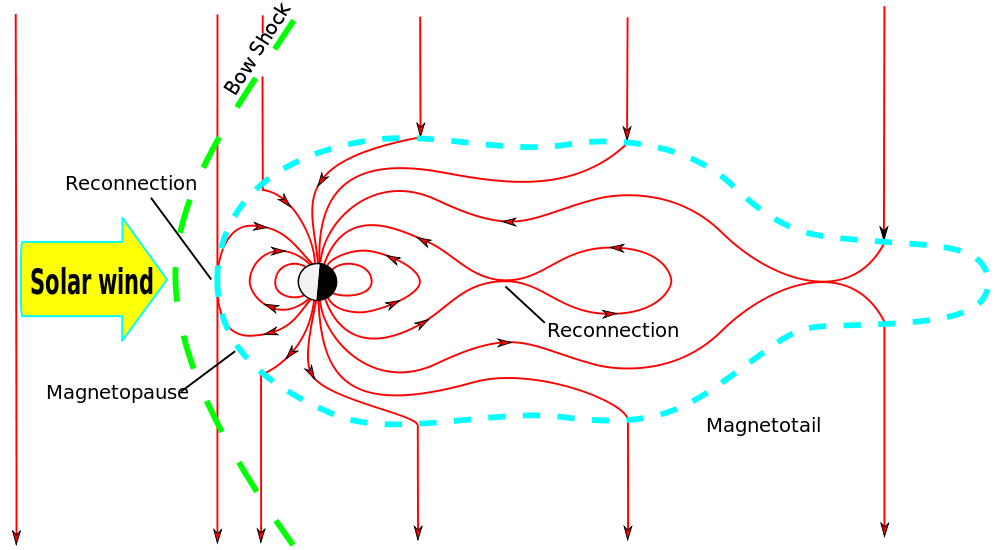 Bow Shock
Reconnection
Solar wind
Reconnection
Magnetopause
Magnetotail